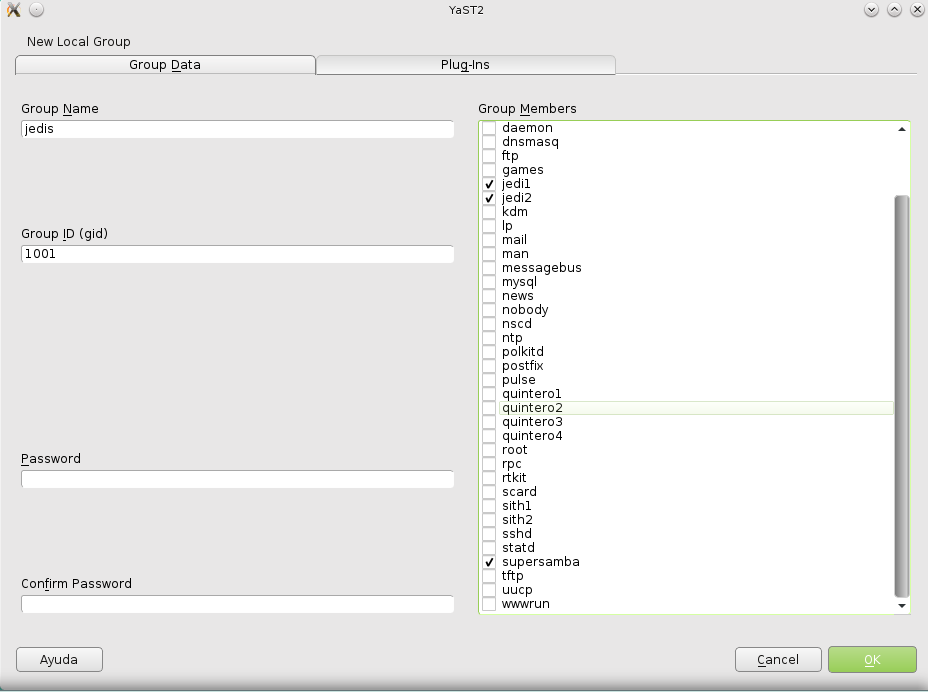 YaST2
New Local Group
Group Data
Plug-Ins
Group Name
jedis
Group ID (gid)
1001
Password
Confirm Password
Group Members
daemon
dnsmasq
ftp
games
jedi1
jedi2
kdm
lp
mail
man
messagebus
mysql
news
nobody
nscd
ntp
polkitd
postfix
pulse
quintero1
quintero2
quintero3
quintero4
root
rpc
rtkit
scard
sith1
sith2
sshd
statd
supersamba
tftp
uucp
wwwrun
Ayuda
Cancel
OK